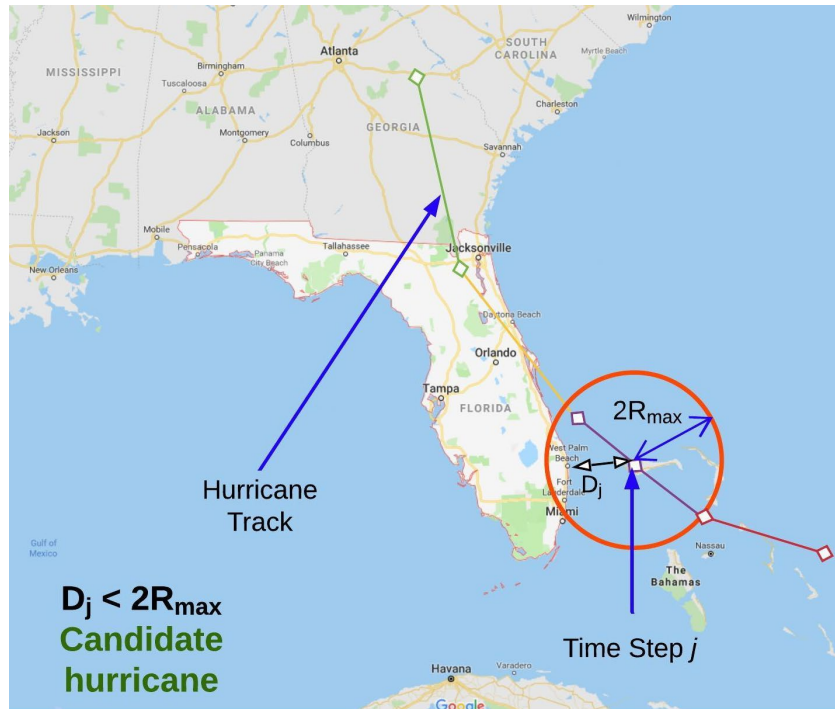 Wilmington
Atlanta
SOUTH
CAROLINA
Myrtle Beach
Birmingham
MISSISSIPPI
Tuscaloosa
Charleston
ALABAMA
GEORGIA
Jackson
Montgomery
Columbus
Savannah
Mobile
Pensacola
Tallahassee
Jacksonville
Panama
City Beach
New Orleans
Daytona Beach
Orlando
Tampa
FLORIDA
2Rmax
West Palm
Beach
Dj
Fort
Lauderdale
Miami
Hurricane
Track
Gulf of
Mexico
Nassau
The
Bahamas
Dj < 2Rmax
Candidate
hurricane
Time Step j
Havana
Varadero
Google